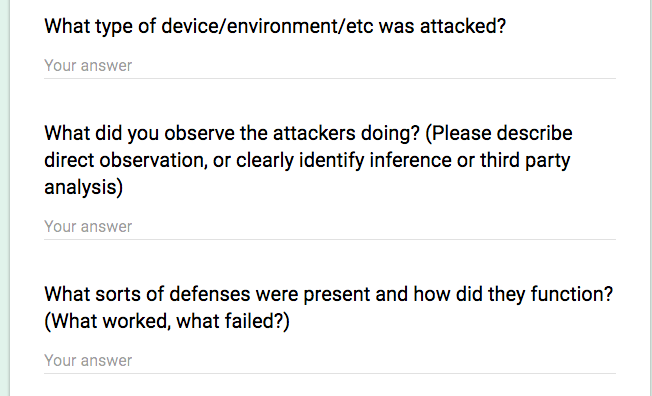 What type of device/environment/etc was attacked?
Your answer
What did you observe the attackers doing? (Please describe
direct observation, or clearly identify inference or third party
analysis)
Your answer
What sorts of defenses were present and how did they function?
(What worked, what failed?)
Your answer